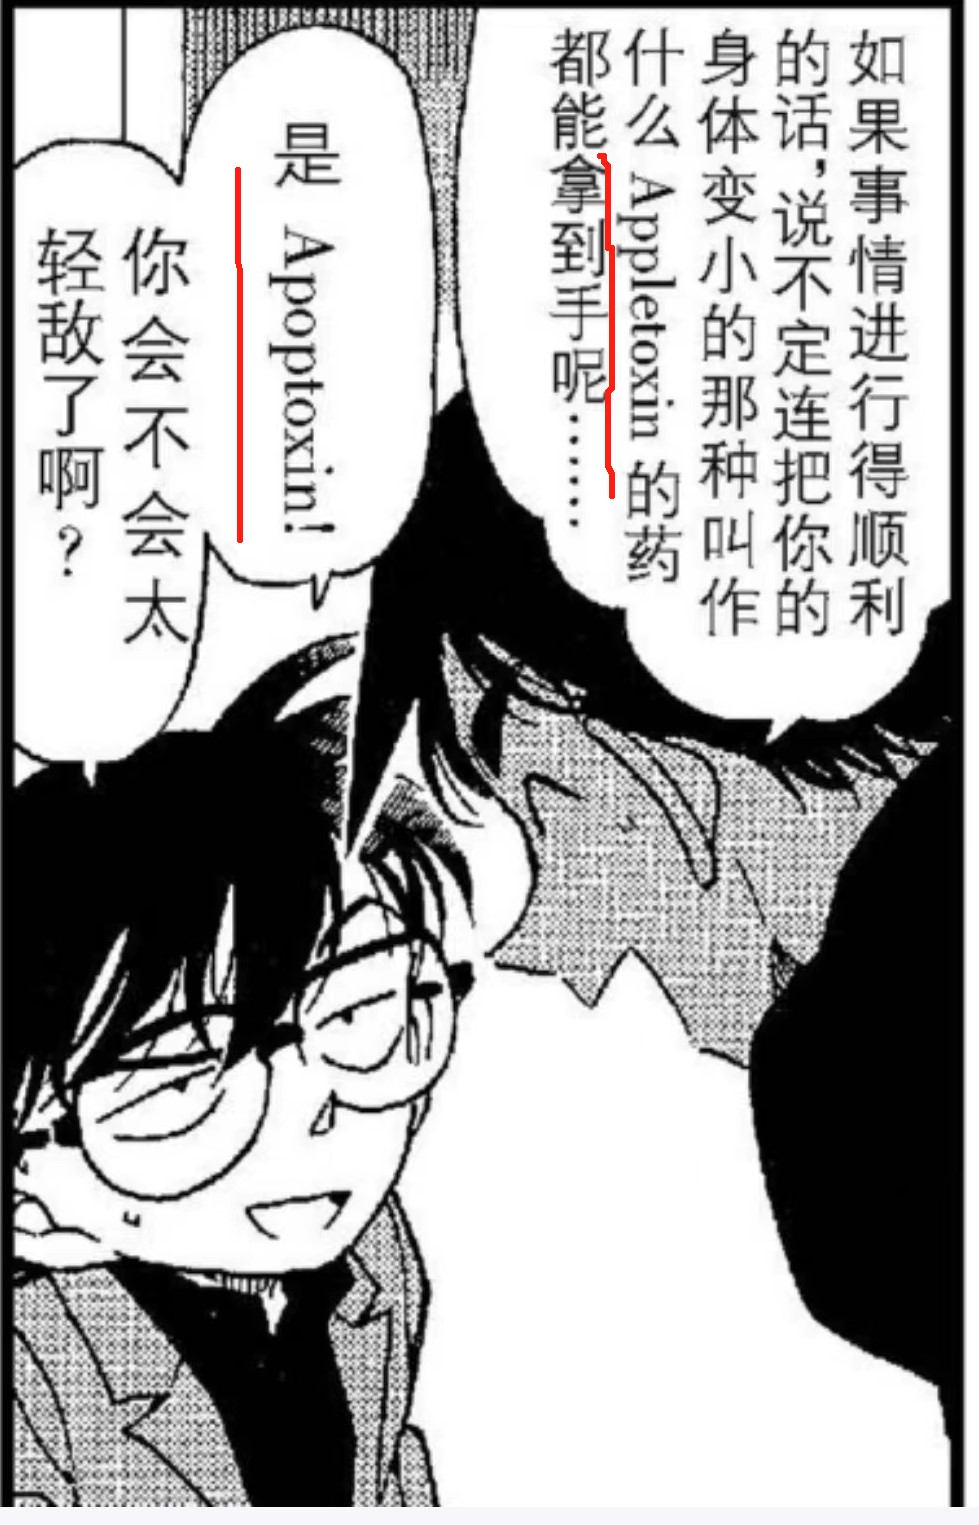 如果事情进行得顺利
的话，说不定连把你的
身体变小的那种叫作
什么 Appletoxin 的药
都能拿到手呢……
是 Apoptoxin!
你会不会太
轻敌了啊？